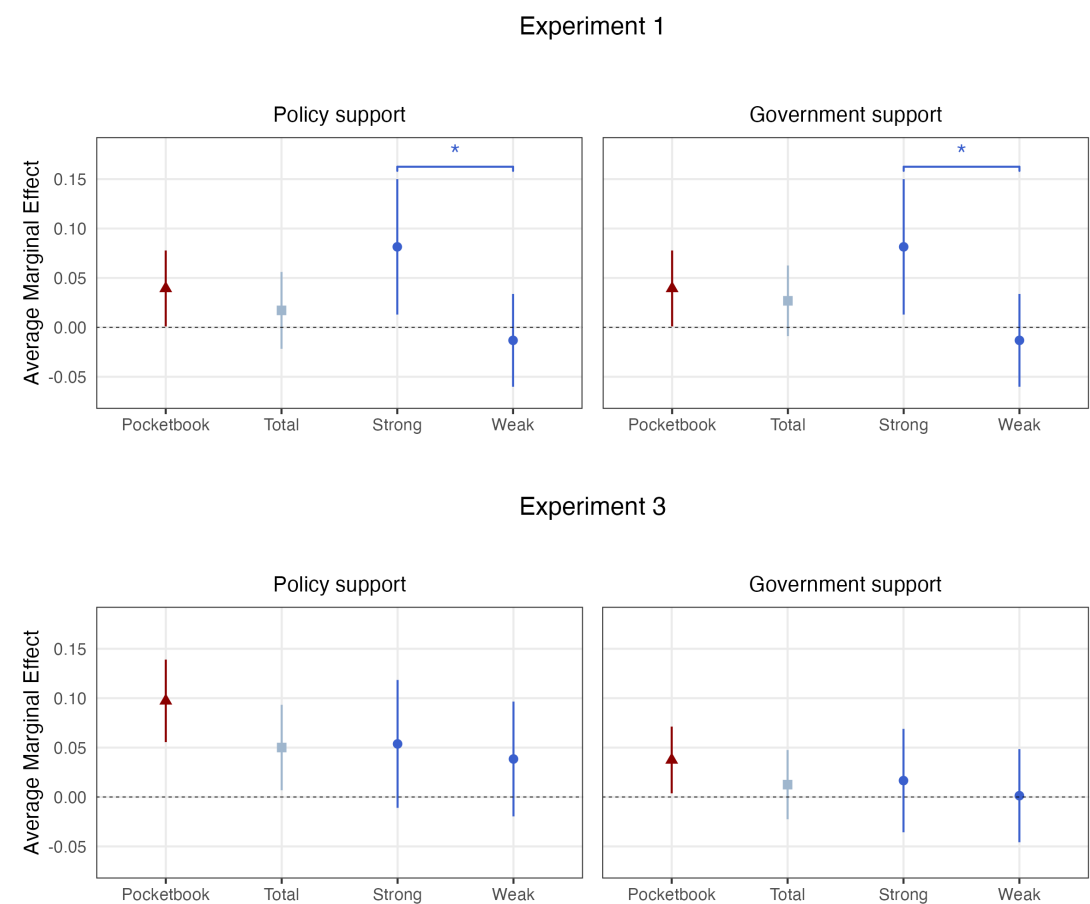 Experiment 1
Policy support
Government support
*
*
Average Marginal Effect
0.15
0.10
0.05
0.00
-0.05
Pocketbook Total Strong Weak
Pocketbook Total Strong Weak
Experiment 3
Policy support
Government support
Average Marginal Effect
0.15
0.10
0.05
0.00
-0.05
Pocketbook Total Strong Weak
Pocketbook Total Strong Weak